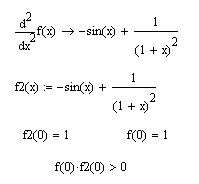 d²/dx² f(x) → −sin(x) + 1/(1 + x)²
f2(x) := −sin(x) + 1/(1 + x)²
f2(0) = 1 f(0) = 1
f(0)·f2(0) > 0